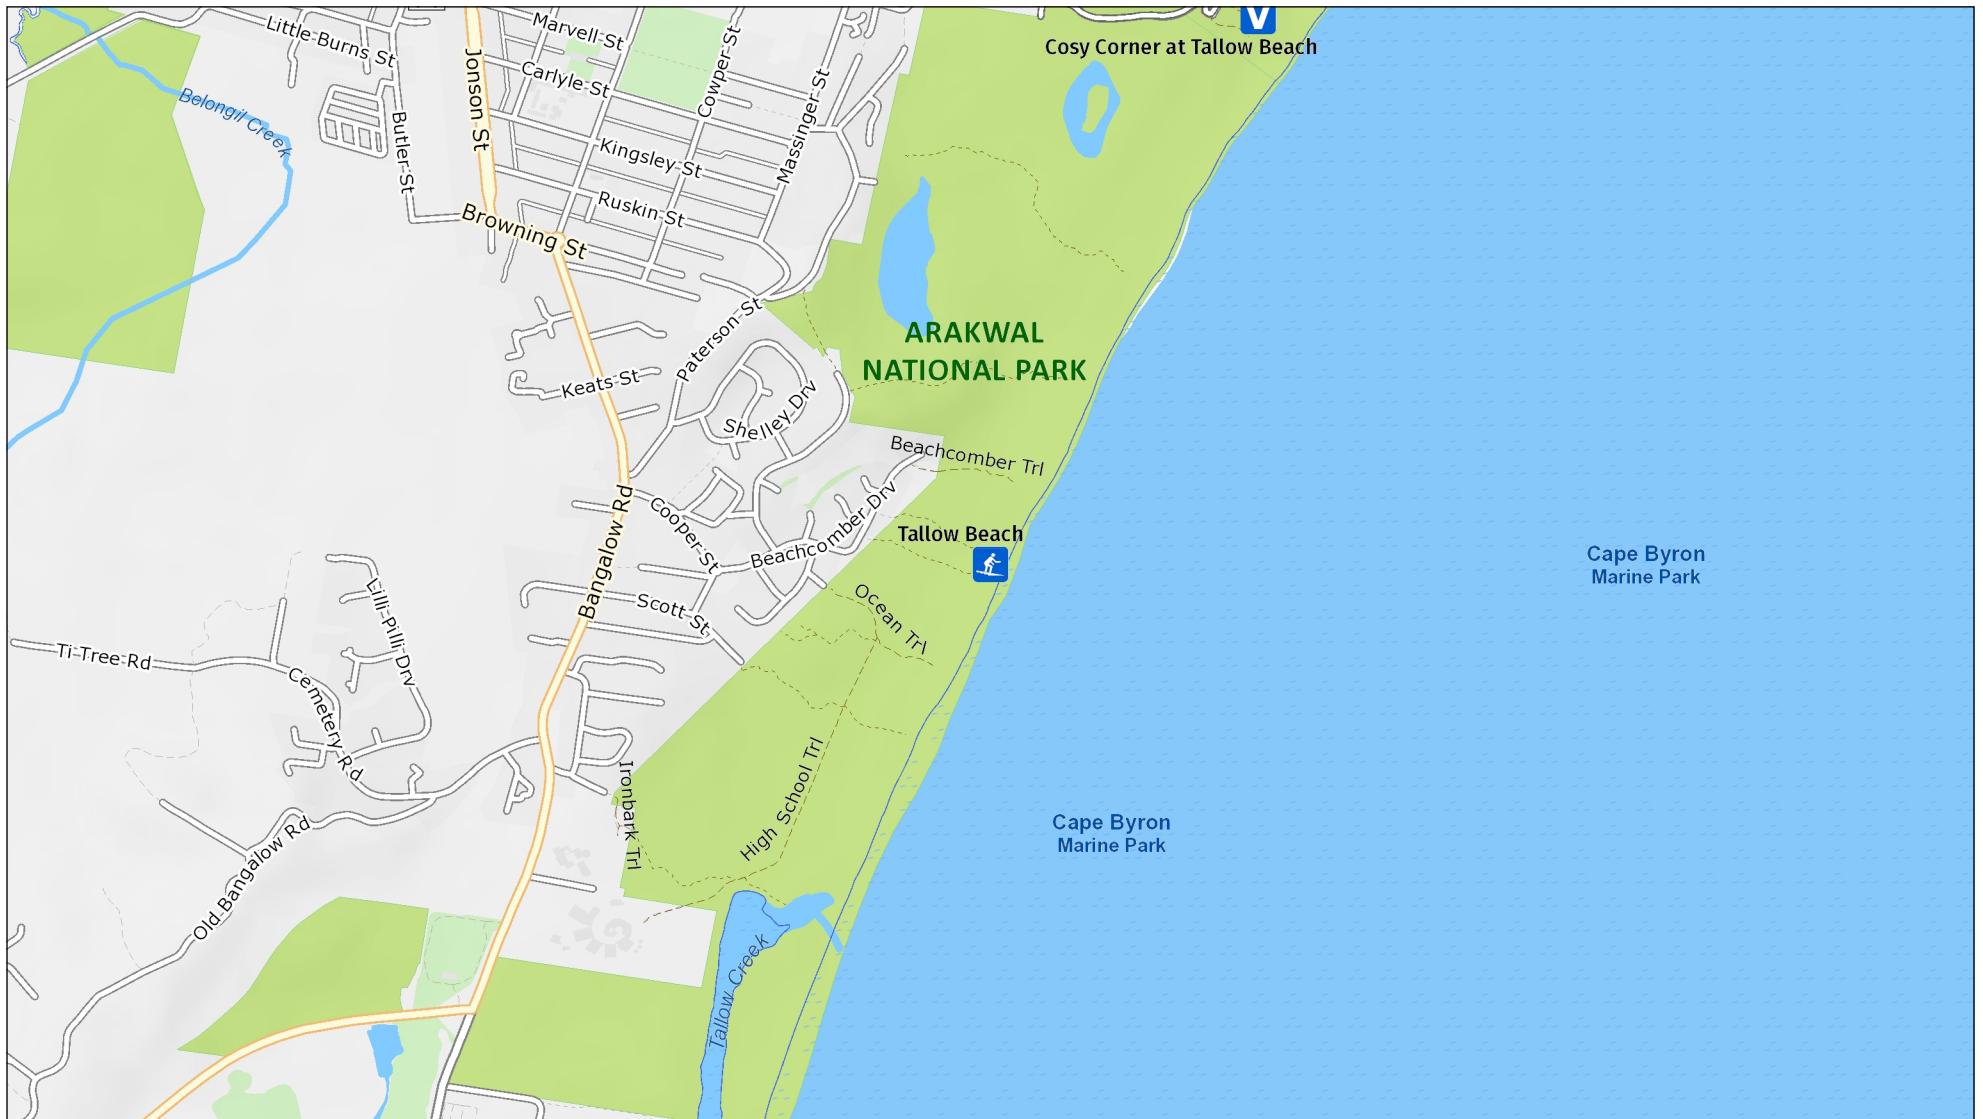 Little Burns St
Marvell St
V
Cosy Corner at Tallow Beach
Jonson St
Carlyle St
Cowper St
Massinger St
Belongil Creek
Butler St
Kingsley St
Ruskin St
Browning St
Paterson St
ARAKWAL
NATIONAL PARK
Keats St
Shelley Drv
Beachcomber Trl
Bangalow Rd
Cooper St
Beachcomber Drv
Tallow Beach
Cape Byron
Marine Park
Lilli Pilli Drv
Scott St
Ocean Trl
Ti Tree Rd
Cemetery Rd
Ironbark Trl
High School Trl
Cape Byron
Marine Park
Old Bangalow Rd
Tallow Creek